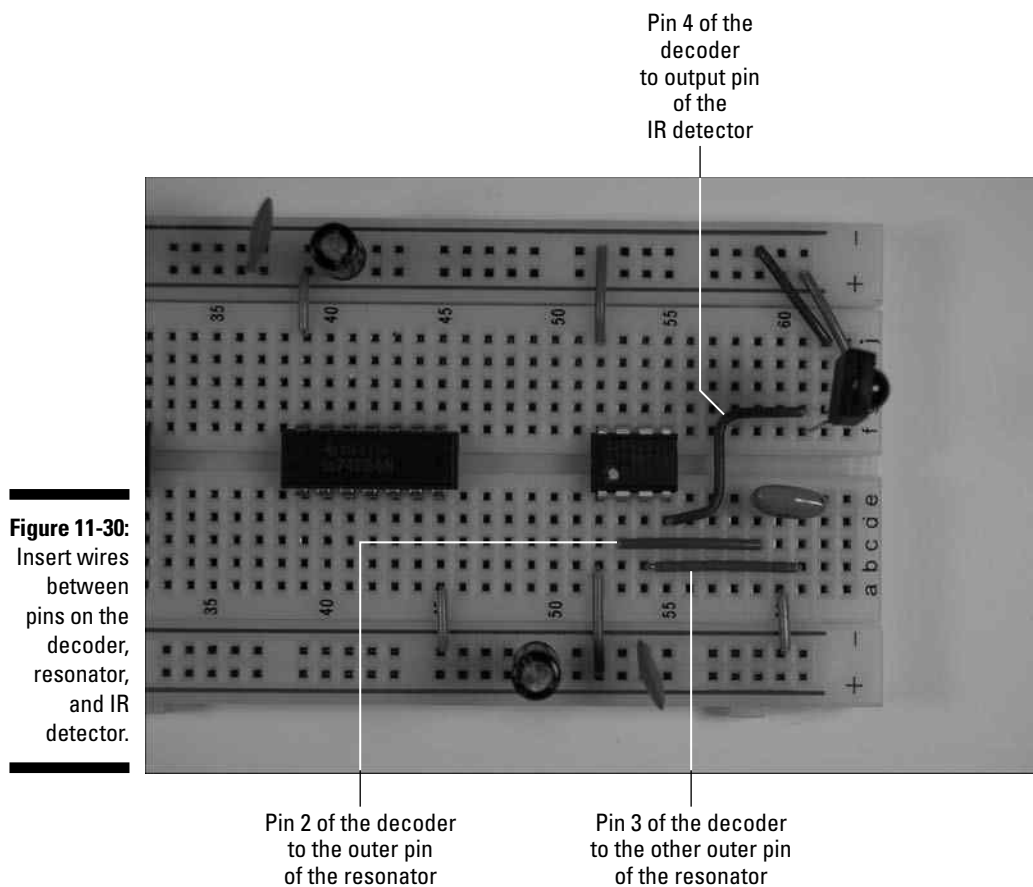 Pin 4 of the
decoder
to output pin
of the
IR detector
-
+
35
40
45
50
55
60
j
f
e
d
c
b
a
35
40
50
55
60
-
+
Figure 11-30:
Insert wires
between
pins on the
decoder,
resonator,
and IR
detector.
Pin 2 of the decoder
to the outer pin
of the resonator
Pin 3 of the decoder
to the other outer pin
of the resonator